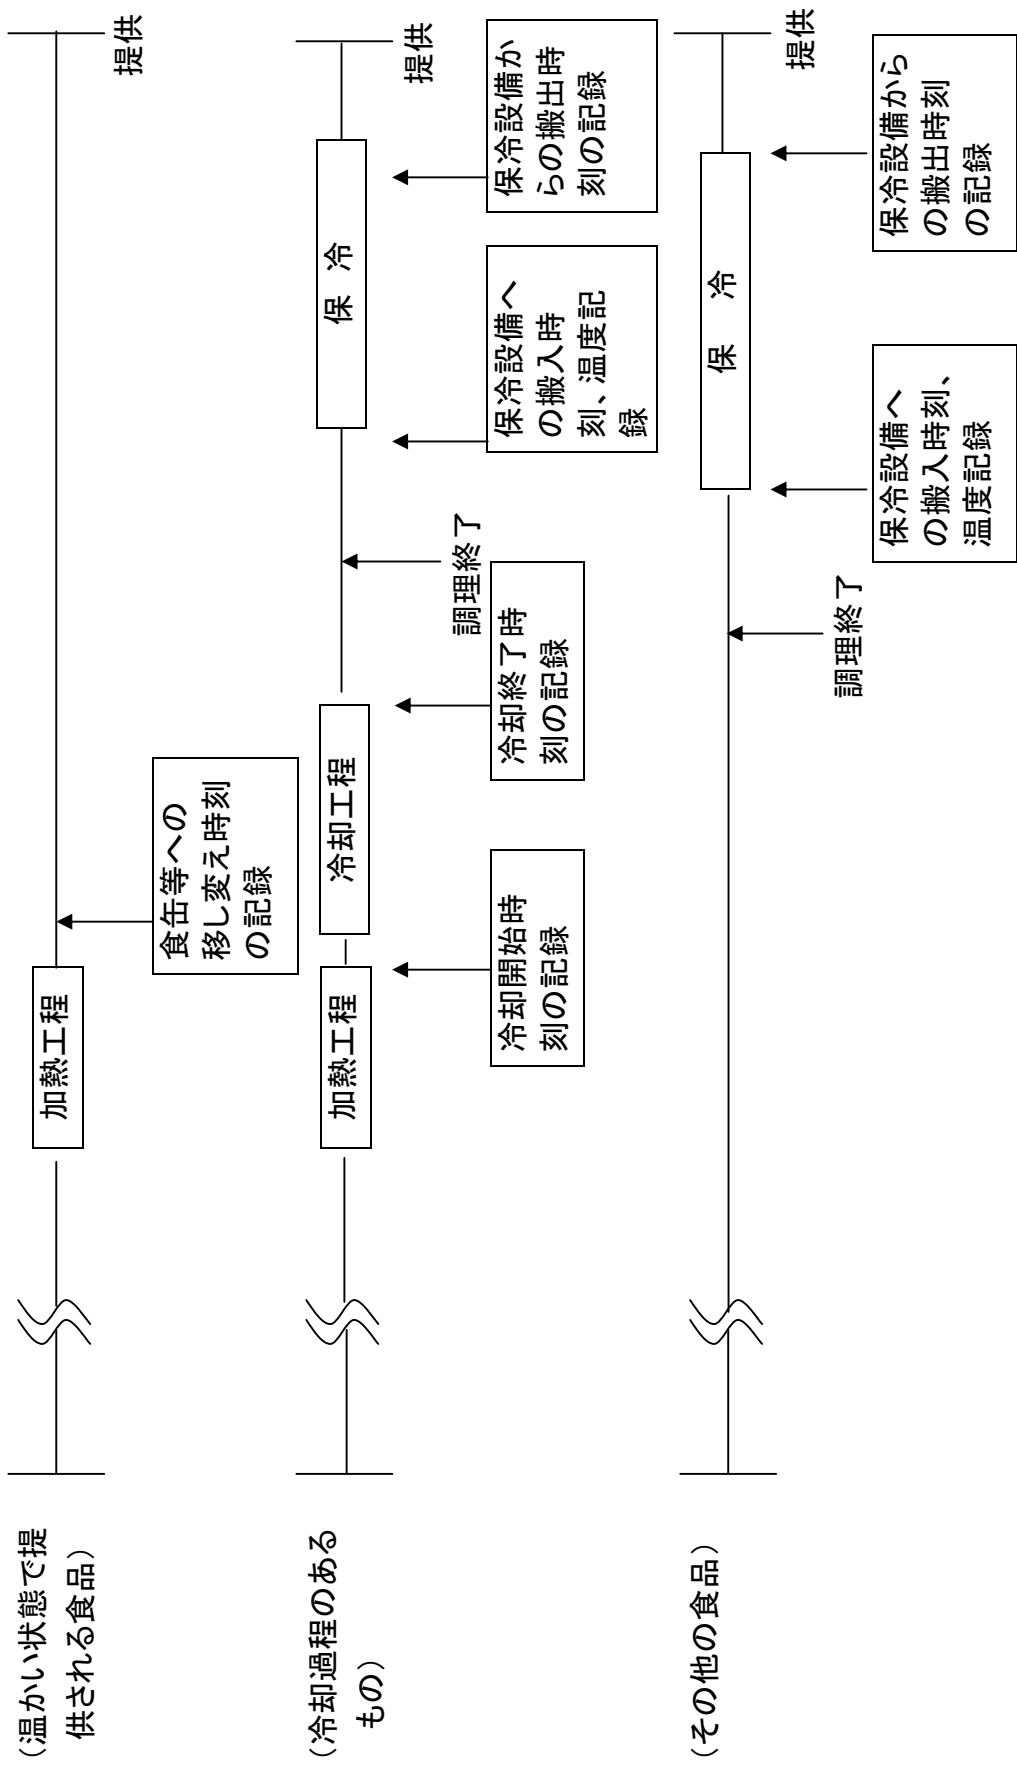 （温かい状態で提
供される食品）
加熱工程
食缶等への
移し変え時刻
の記録
提供
（冷却過程のある
もの）
加熱工程
冷却開始時
刻の記録
冷却工程
冷却終了時
刻の記録
調理終了
保冷設備へ
の搬入時
刻、温度記
録
保　冷
保冷設備か
らの搬出時
刻の記録
提供
（その他の食品）
調理終了
保冷設備へ
の搬入時刻、
温度記録
保　冷
保冷設備から
の搬出時刻
の記録
提供